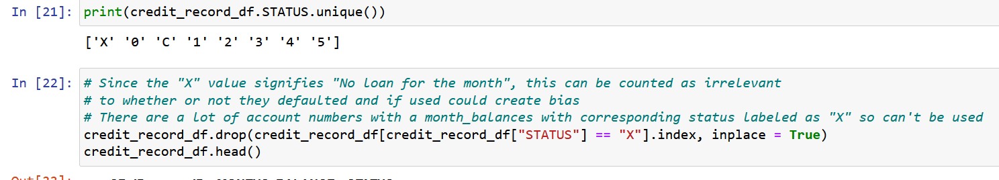 In [21]: print(credit_record_df.STATUS.unique())
['X' '0' 'C' '1' '2' '3' '4' '5']
In [22]: # Since the "X" value signifies "No loan for the month", this can be counted as irrelevant
# to whether or not they defaulted and if used could create bias
# There are a lot of account numbers with a month_balances with corresponding status labeled as "X" so can't be used
credit_record_df.drop(credit_record_df[credit_record_df["STATUS"] == "X"].index, inplace = True)
credit_record_df.head()